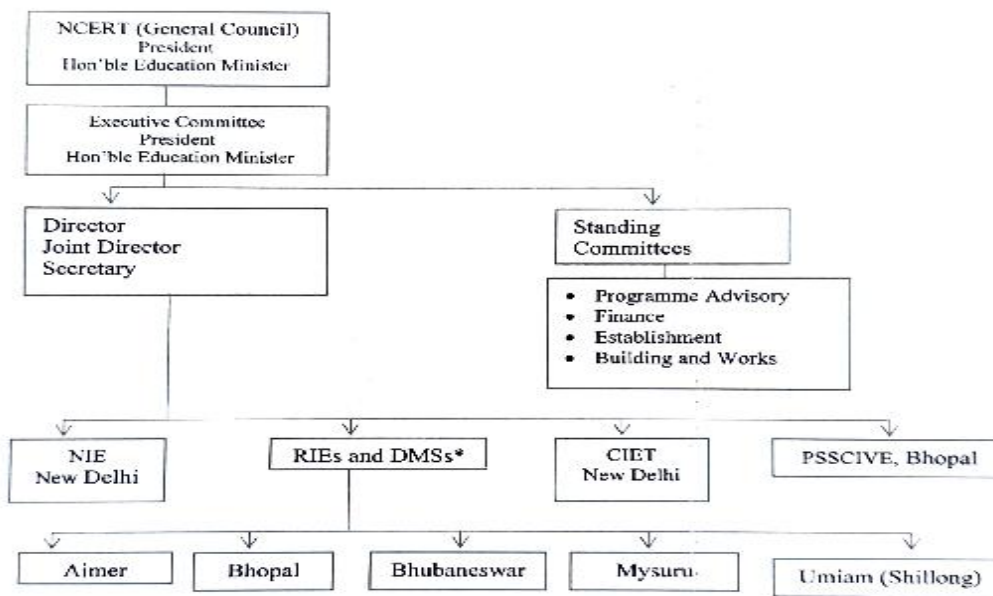 NCERT (General Council)
President
Hon'ble Education Minister
Executive Committee
President
Hon'ble Education Minister
Director
Joint Director
Secretary
Standing
Committees
• Programme Advisory
• Finance
• Establishment
• Building and Works
NIE
New Delhi
RIEs and DMSs*
CIET
New Delhi
PSSCIVE, Bhopal
Ajmer
Bhopal
Bhubaneswar
Mysuru
Umiam (Shillong)